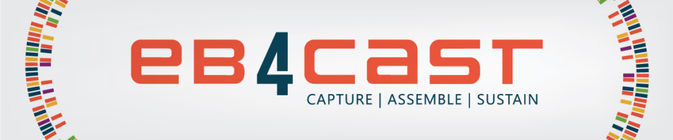 eB4CAST
CAPTURE | ASSEMBLE | SUSTAIN